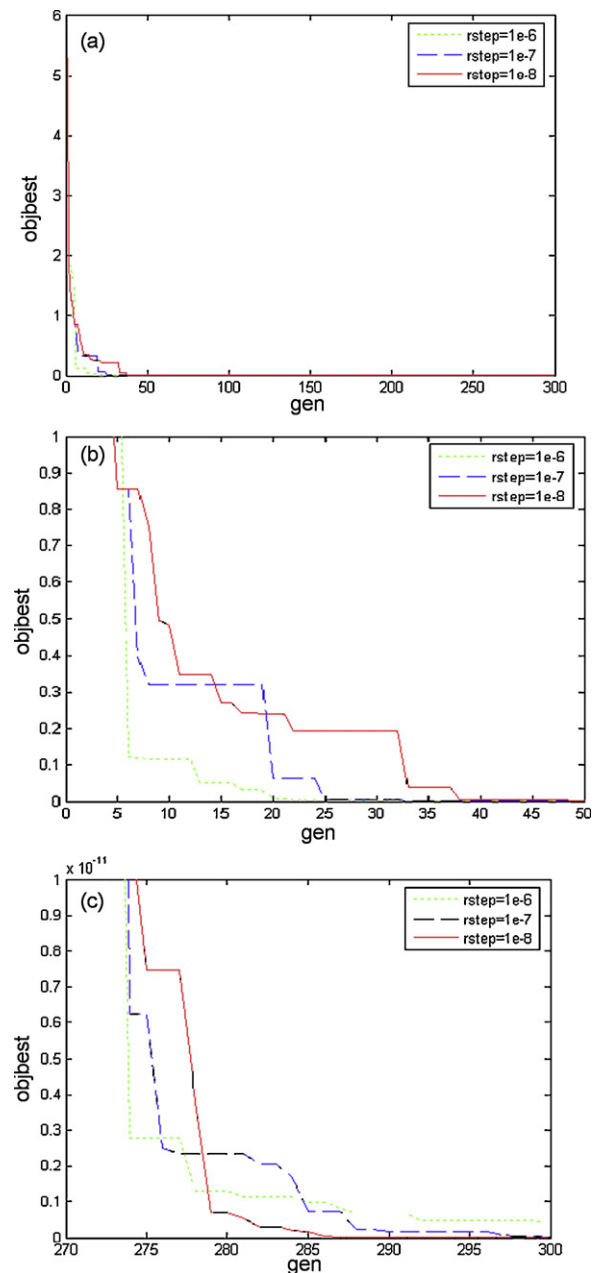 (a)
rstep=1e-6
rstep=1e-7
rstep=1e-8
6
5
4
3
2
1
0
objbest
0 50 100 150 200 250 300
gen
(b)
rstep=1e-6
rstep=1e-7
rstep=1e-8
1
0.9
0.8
0.7
0.6
0.5
0.4
0.3
0.2
0.1
0
objbest
0 5 10 15 20 25 30 35 40 45 50
gen
x 10⁻¹¹
(c)
rstep=1e-6
rstep=1e-7
rstep=1e-8
1
0.9
0.8
0.7
0.6
0.5
0.4
0.3
0.2
0.1
0
objbest
270 275 280 285 290 295 300
gen